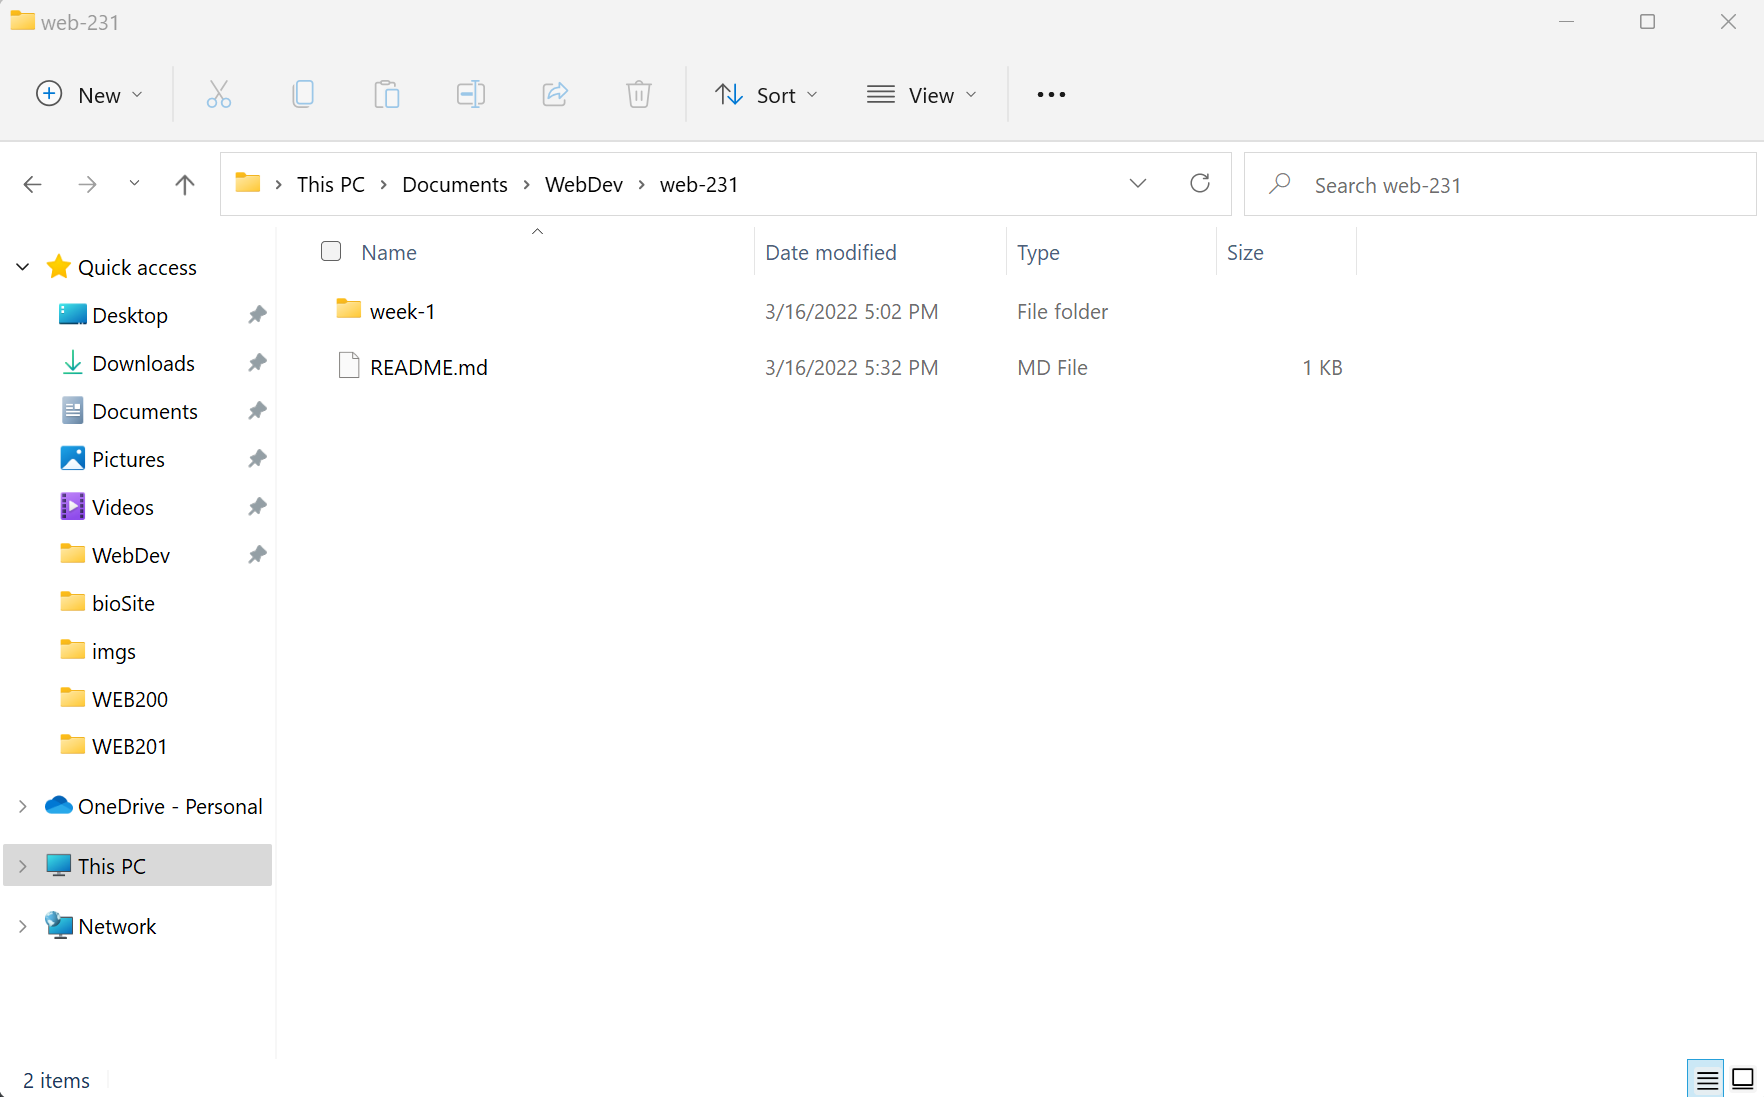 web-231
New
Sort
View
This PC > Documents > WebDev > web-231
Search web-231
Name
Date modified
Type
Size
week-1
3/16/2022 5:02 PM
File folder
README.md
3/16/2022 5:32 PM
MD File
1 KB
Quick access
Desktop
Downloads
Documents
Pictures
Videos
WebDev
bioSite
imgs
WEB200
WEB201
OneDrive - Personal
This PC
Network
2 items